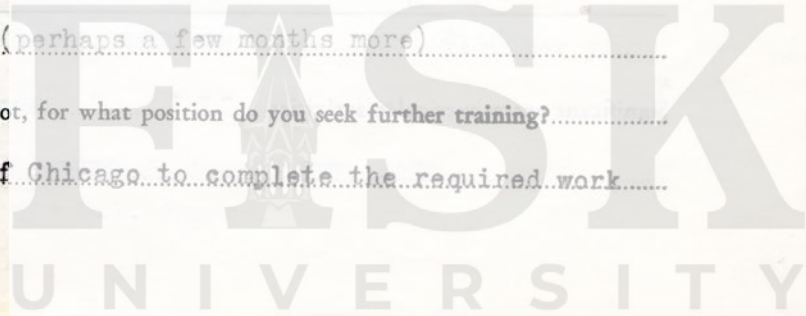 (perhaps a few months more)
ot, for what position do you seek further training?
f Chicago to complete the required work
FISK
UNIVERSITY